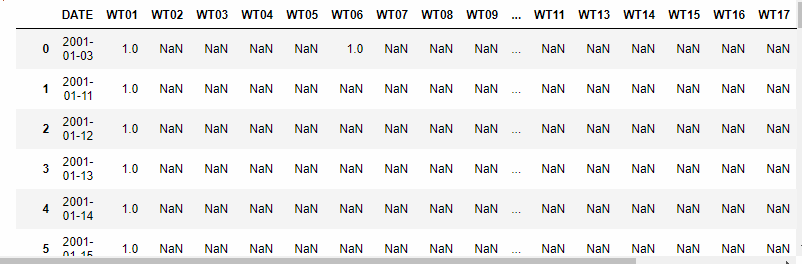 DATE WT01 WT02 WT03 WT04 WT05 WT06 WT07 WT08 WT09 ... WT11 WT13 WT14 WT15 WT16 WT17
0 2001-01-03 1.0 NaN NaN NaN NaN 1.0 NaN NaN NaN ... NaN NaN NaN NaN NaN NaN
1 2001-01-11 1.0 NaN NaN NaN NaN NaN NaN NaN NaN ... NaN NaN NaN NaN NaN NaN
2 2001-01-12 1.0 NaN NaN NaN NaN NaN NaN NaN NaN ... NaN NaN NaN NaN NaN NaN
3 2001-01-13 1.0 NaN NaN NaN NaN NaN NaN NaN NaN ... NaN NaN NaN NaN NaN NaN
4 2001-01-14 1.0 NaN NaN NaN NaN NaN NaN NaN NaN ... NaN NaN NaN NaN NaN NaN
5 2001-01-15 1.0 NaN NaN NaN NaN NaN NaN NaN NaN ... NaN NaN NaN NaN NaN NaN